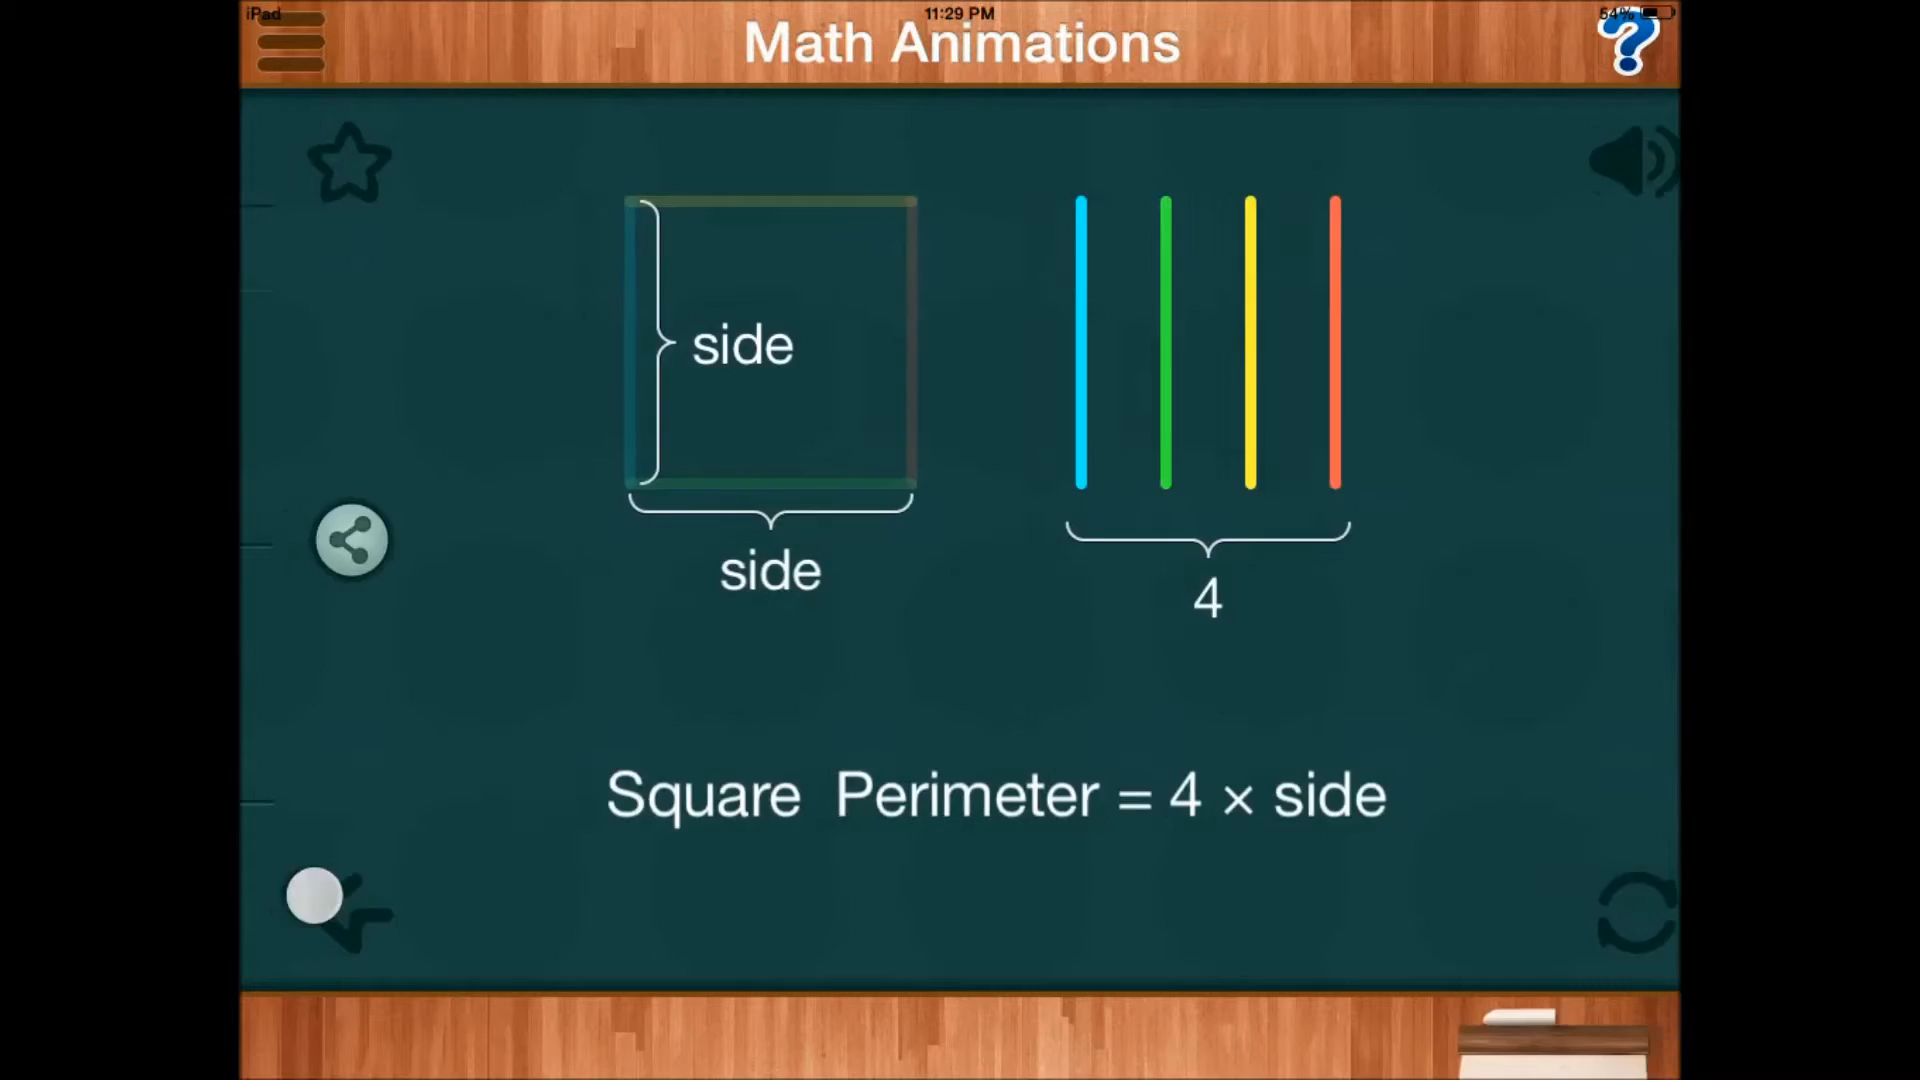 iPad
11:29 PM
54%
Math Animations
?
side
side
4
Square Perimeter = 4 × side